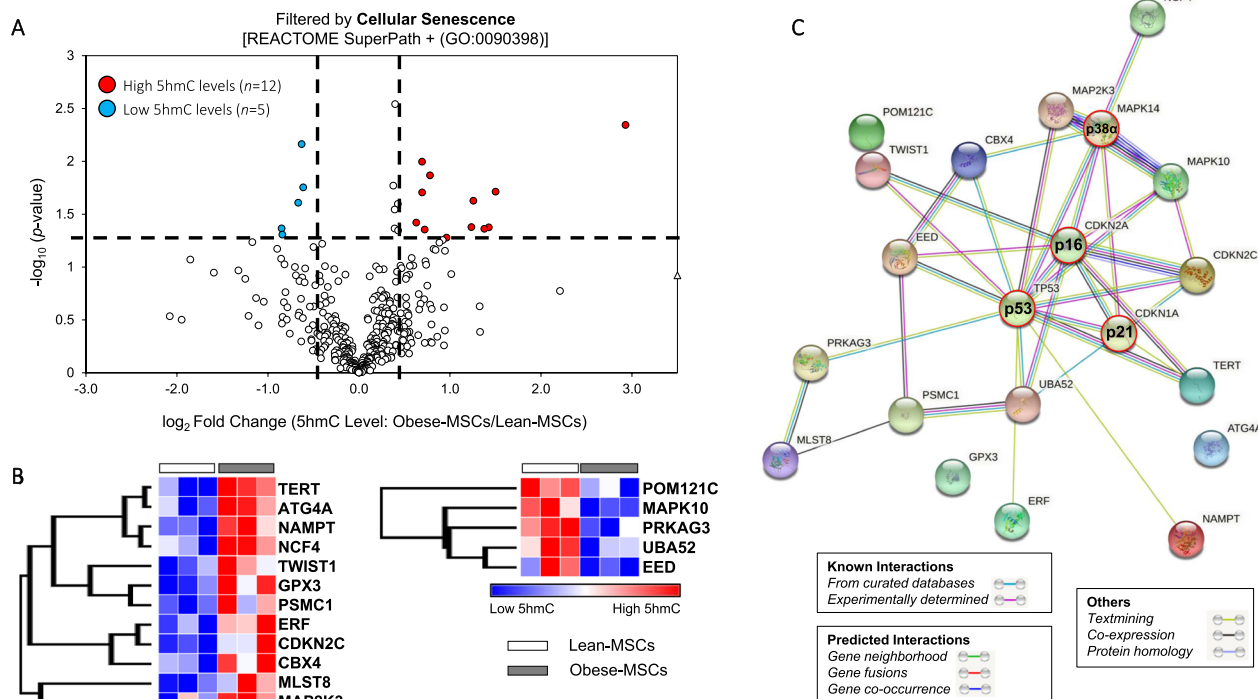 A
Filtered by Cellular Senescence
[REACTOME SuperPath + (GO:0090398)]
High 5hmC levels (n=12)
Low 5hmC levels (n=5)
-log10 (p-value)
3
2.5
2
1.5
1
0.5
0
-3.0
-2.0
-1.0
0.0
1.0
2.0
3.0
log2 Fold Change (5hmC Level: Obese-MSCs/Lean-MSCs)
B
TERT
ATG4A
NAMPT
NCF4
TWIST1
GPX3
PSMC1
ERF
CDKN2C
CBX4
MLST8
POM121C
MAPK10
PRKAG3
UBA52
EED
Low 5hmC
High 5hmC
Lean-MSCs
Obese-MSCs
C
MAP2K3
MAPK14
p38α
POM121C
TWIST1
CBX4
MAPK10
CDKN2A
p16
EED
CDKN2C
TP53
p53
CDKN1A
p21
PRKAG3
TERT
UBA52
PSMC1
MLST8
ATG4A
GPX3
ERF
NAMPT
Known Interactions
From curated databases
Experimentally determined
Predicted Interactions
Gene neighborhood
Gene fusions
Gene co-occurrence
Others
Textmining
Co-expression
Protein homology